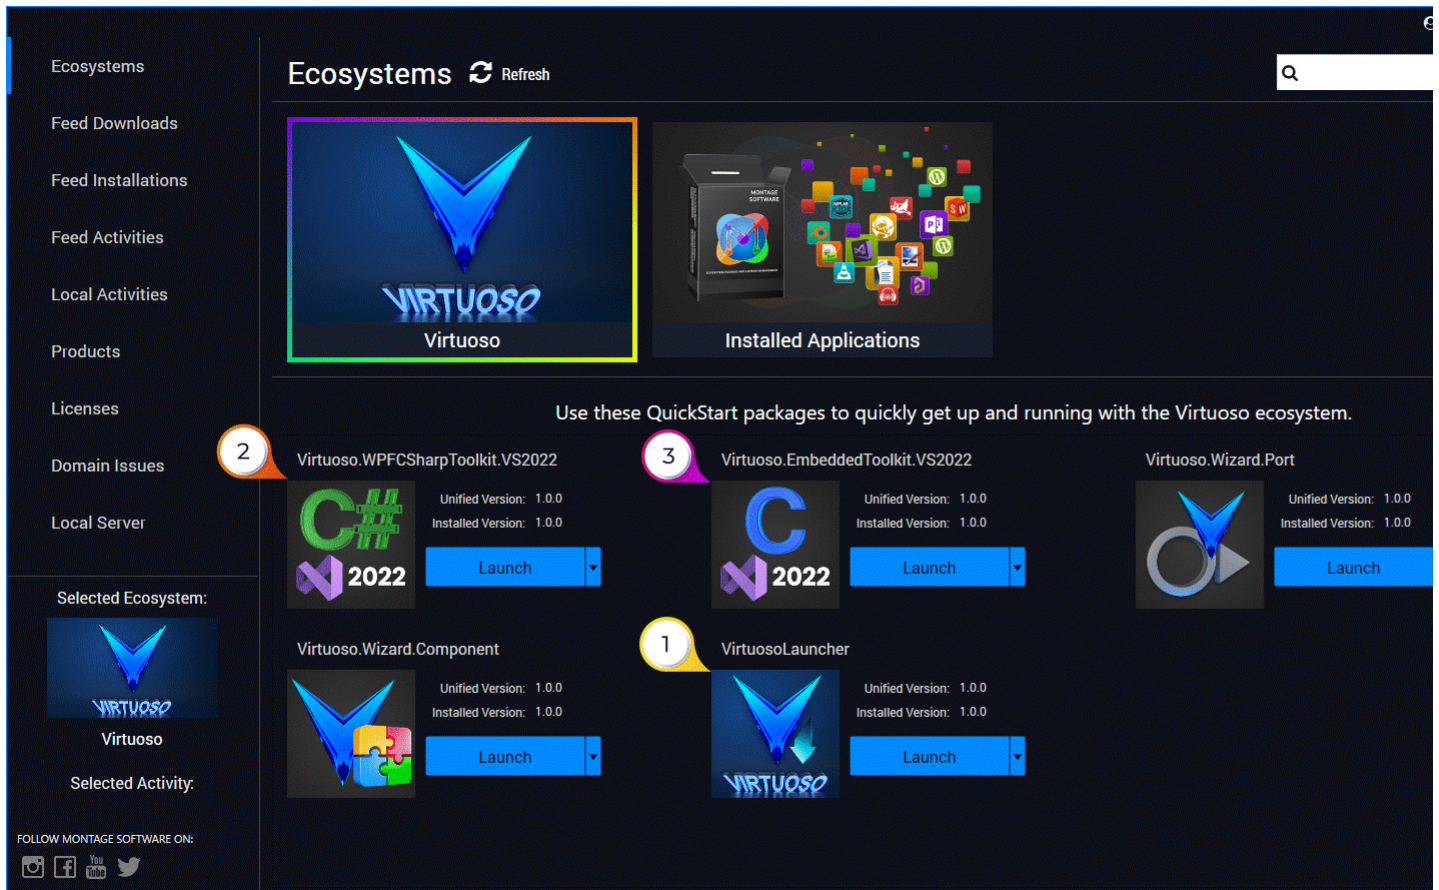 Ecosystems
Feed Downloads
Feed Installations
Feed Activities
Local Activities
Products
Licenses
Domain Issues
Local Server
Selected Ecosystem:
VIRTUOSO
Virtuoso
Selected Activity:
FOLLOW MONTAGE SOFTWARE ON:
You
Tube
Ecosystems Refresh
VIRTUOSO
Virtuoso
MONTAGE
SOFTWARE
W
SW
P
W
Installed Applications
Use these QuickStart packages to quickly get up and running with the Virtuoso ecosystem.
2
Virtuoso.WPFCSharpToolkit.VS2022
C#
2022
Unified Version: 1.0.0
Installed Version: 1.0.0
Launch
3
Virtuoso.EmbeddedToolkit.VS2022
C
2022
Unified Version: 1.0.0
Installed Version: 1.0.0
Launch
Virtuoso.Wizard.Port
Unified Version: 1.0.0
Installed Version: 1.0.0
Launch
Virtuoso.Wizard.Component
Unified Version: 1.0.0
Installed Version: 1.0.0
Launch
1
VirtuosoLauncher
VIRTUOSO
Unified Version: 1.0.0
Installed Version: 1.0.0
Launch